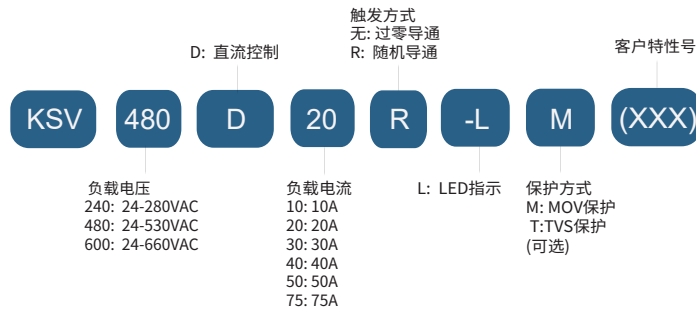 触发方式
无: 过零导通
D: 直流控制
R: 随机导通
客户特性号
KSV 480 D 20 R -L M (XXX)
负载电压
240: 24-280VAC
480: 24-530VAC
600: 24-660VAC
负载电流
10: 10A
20: 20A
30: 30A
40: 40A
50: 50A
75: 75A
L: LED指示
保护方式
M: MOV保护
T:TVS保护
(可选)